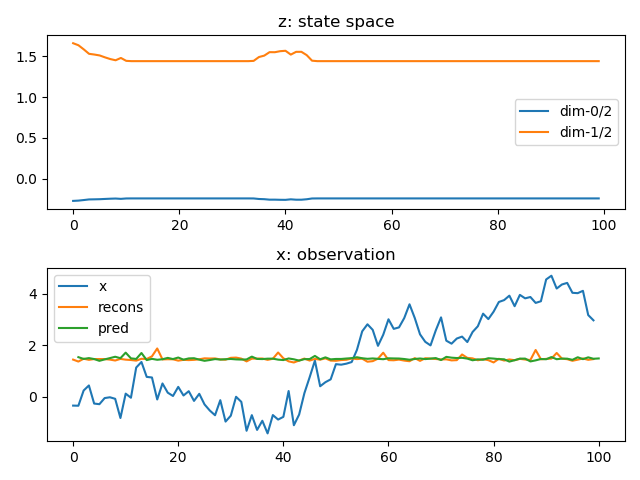 z: state space
1.5
1.0
0.5
0.0
dim-0/2
dim-1/2
0 20 40 60 80 100
x: observation
4
2
0
x
recons
pred
0 20 40 60 80 100